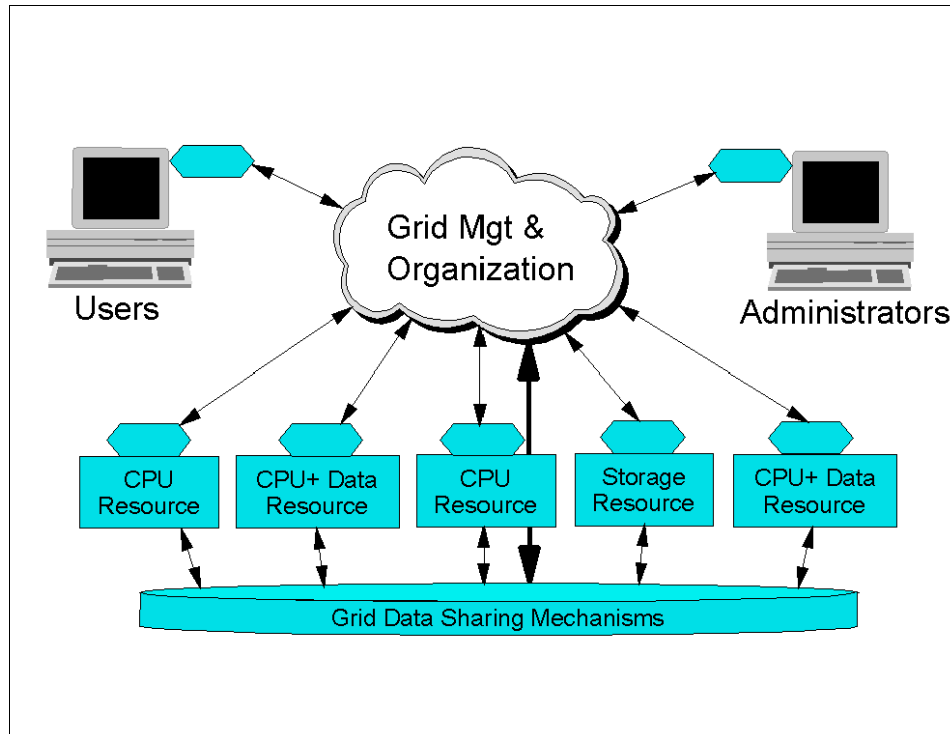 Grid Mgt &
Organization
Users
Administrators
CPU
Resource
CPU+ Data
Resource
CPU
Resource
Storage
Resource
CPU+ Data
Resource
Grid Data Sharing Mechanisms